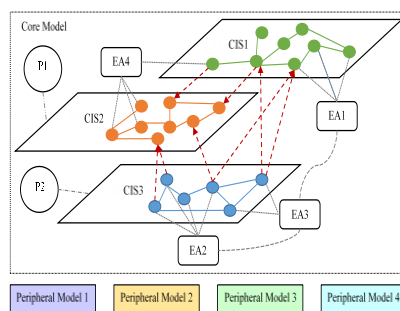 Core Model
CIS1
P1
EA4
CIS2
EA1
P2
CIS3
EA3
EA2
Peripheral Model 1
Peripheral Model 2
Peripheral Model 3
Peripheral Model 4